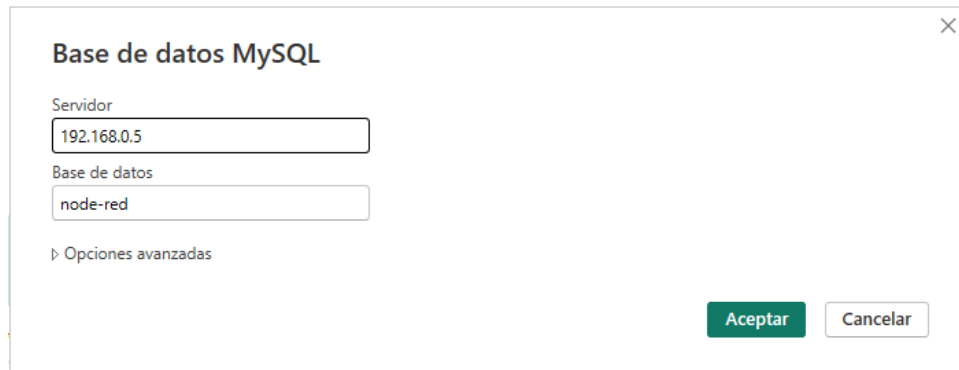 Base de datos MySQL
Servidor
192.168.0.5
Base de datos
node-red
Opciones avanzadas
Aceptar Cancelar